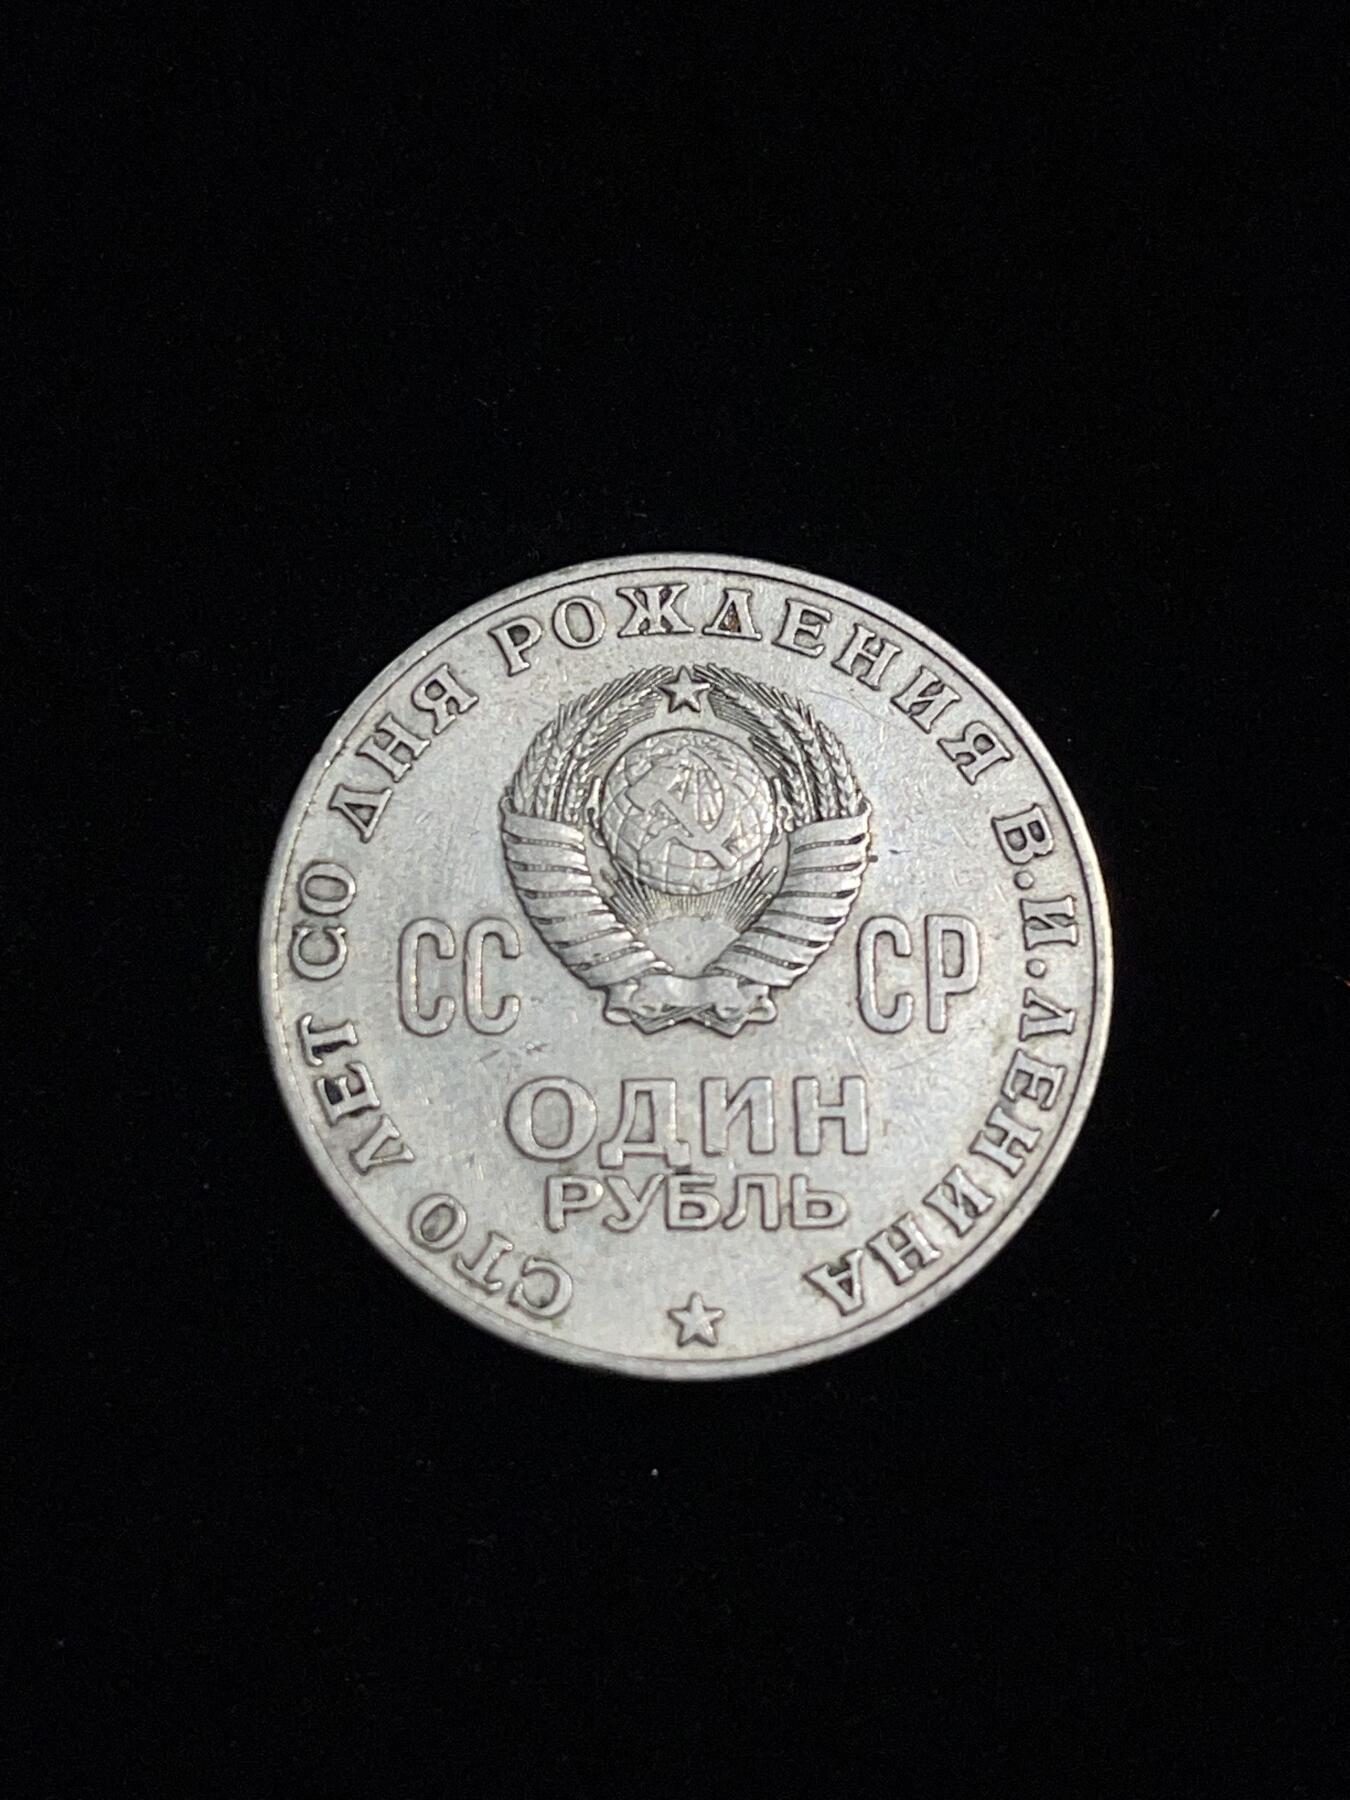 СТО ЛЕТ СО ДНЯ РОЖДЕНИЯ В.И.ЛЕНИНА
СС СР
ОДИН
РУБЛЬ